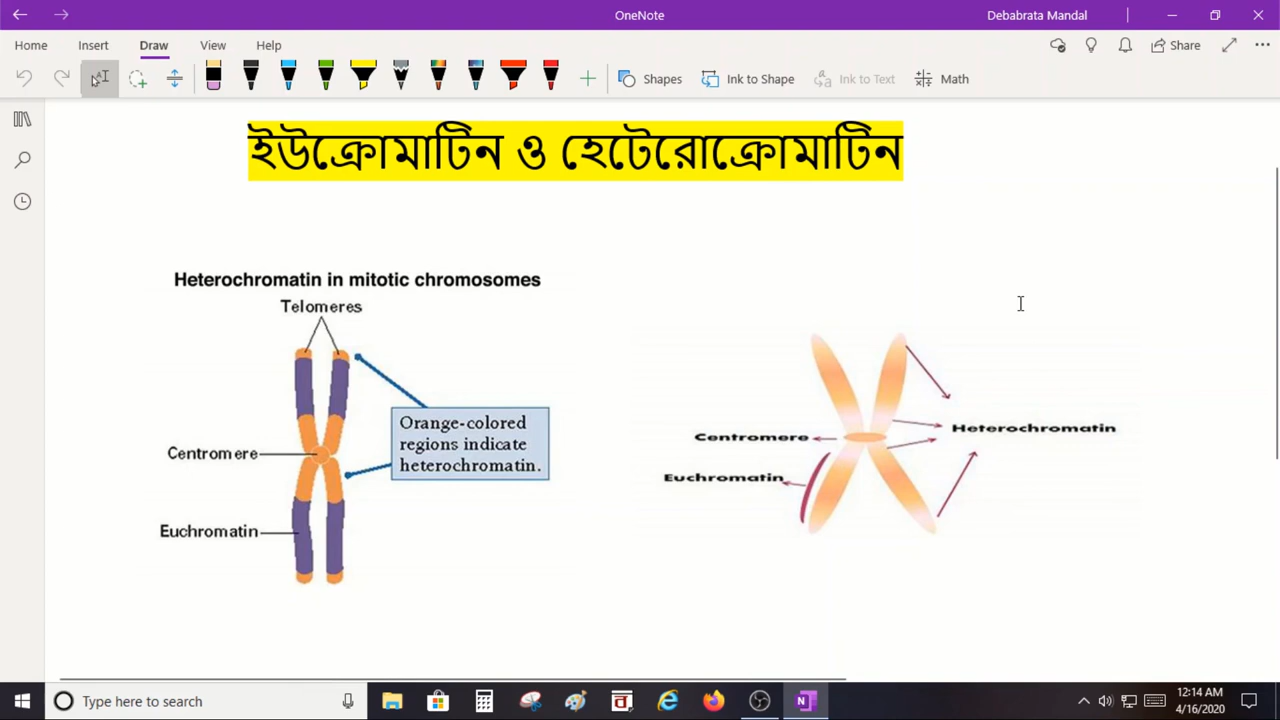 OneNote
Debabrata Mandal
Home
Insert
Draw
View
Help
Share
Shapes
Ink to Shape
Ink to Text
Math
ইউক্রোমাটিন ও হেটেরোক্রোমাটিন
Heterochromatin in mitotic chromosomes
Telomeres
Orange-colored
regions indicate
heterochromatin.
Centromere
Euchromatin
Centromere
Heterochromatin
Euchromatin
Type here to search
12:14 AM
4/16/2020